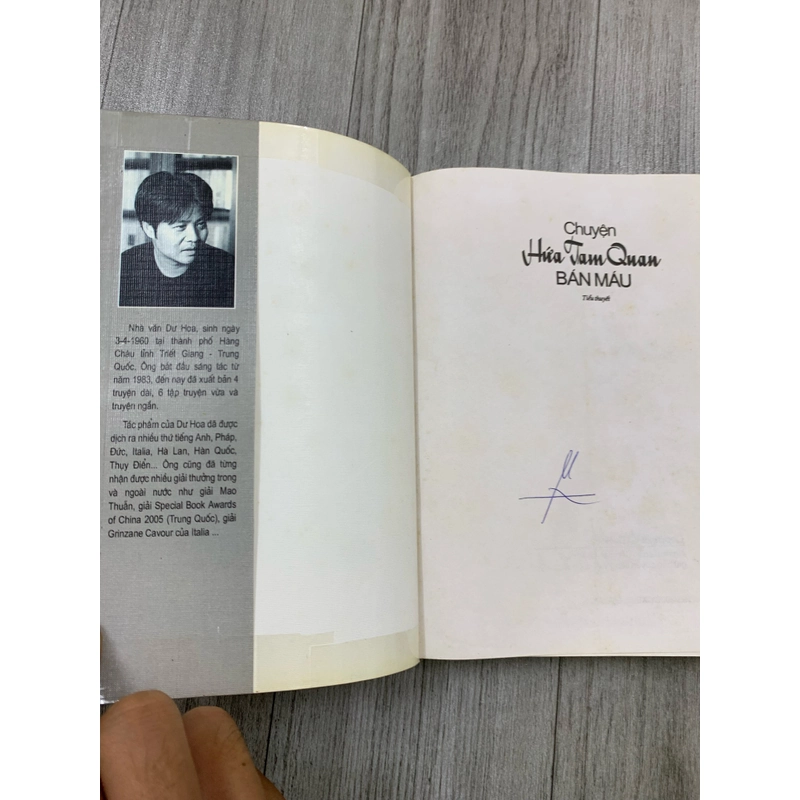 Nhà văn Dư Hoa, sinh ngày
3-4-1960 tại thành phố Hàng
Châu tỉnh Triết Giang - Trung
Quốc, Ông bắt đầu sáng tác từ
năm 1983, đến nay đã xuất bản 4
truyện dài, 6 tập truyện vừa và
truyện ngắn.
Tác phẩm của Dư Hoa đã được
dịch ra nhiều thứ tiếng Anh, Pháp,
Đức, Italia, Hà Lan, Hàn Quốc,
Thụy Điển... Ông cũng đã từng
nhận được nhiều giải thưởng trong
và ngoài nước như giải Mao
Thuẫn, giải Special Book Awards
of China 2005 (Trung Quốc), giải
Grinzane Cavour của Italia ...
Chuyện
Hứa Tam Quan
BÁN MÁU
Tiểu thuyết